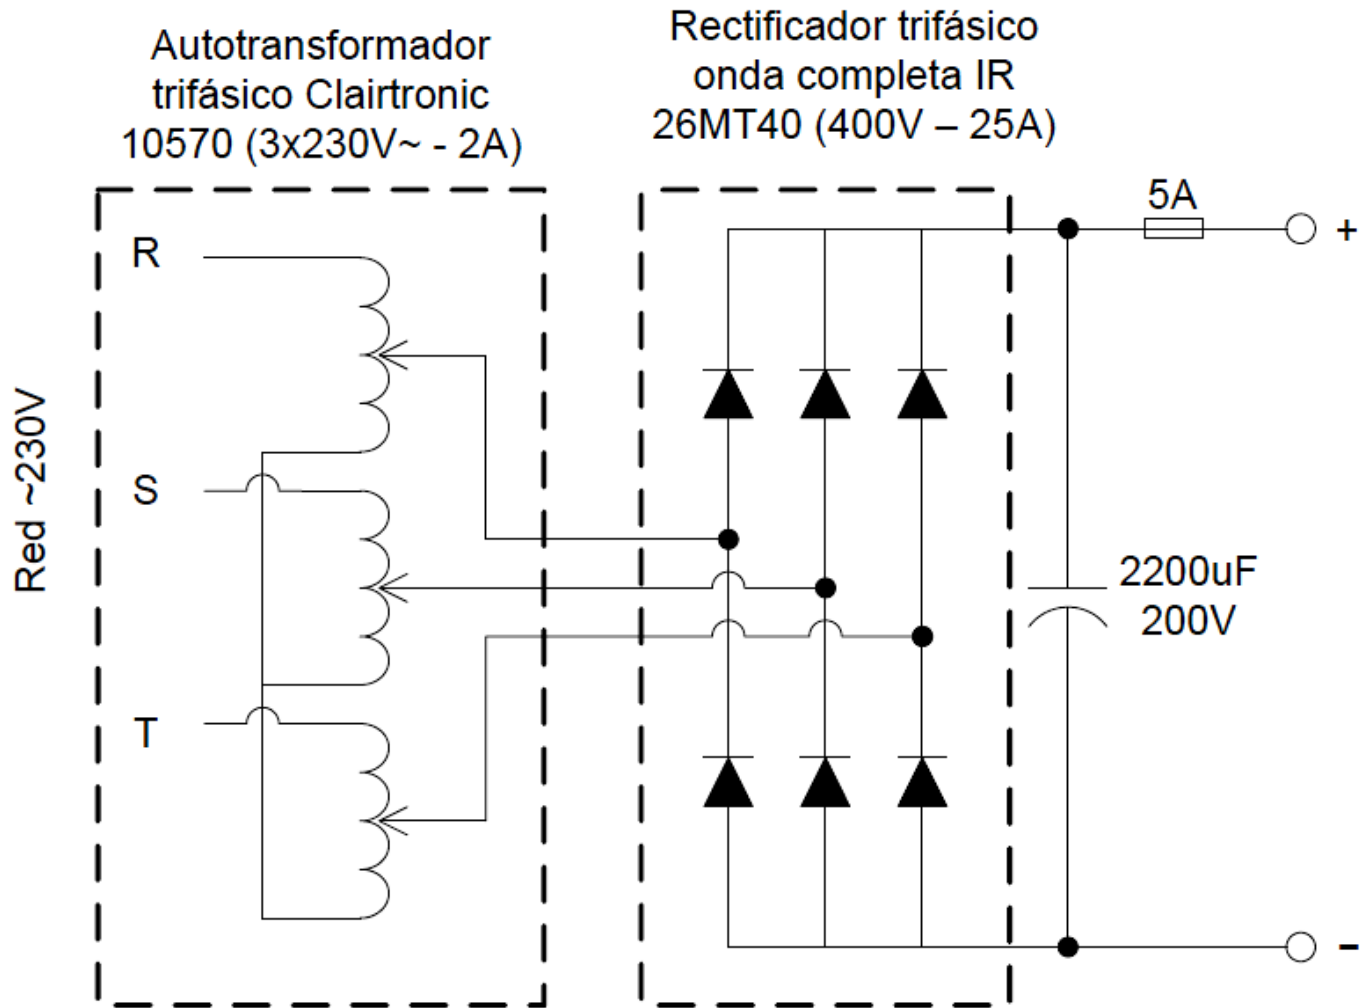 Autotransformador
trifásico Clairtronic
10570 (3x230V~ - 2A)
Rectificador trifásico
onda completa IR
26MT40 (400V – 25A)
5A
+
R
S
T
Red ~230V
2200uF
200V
-